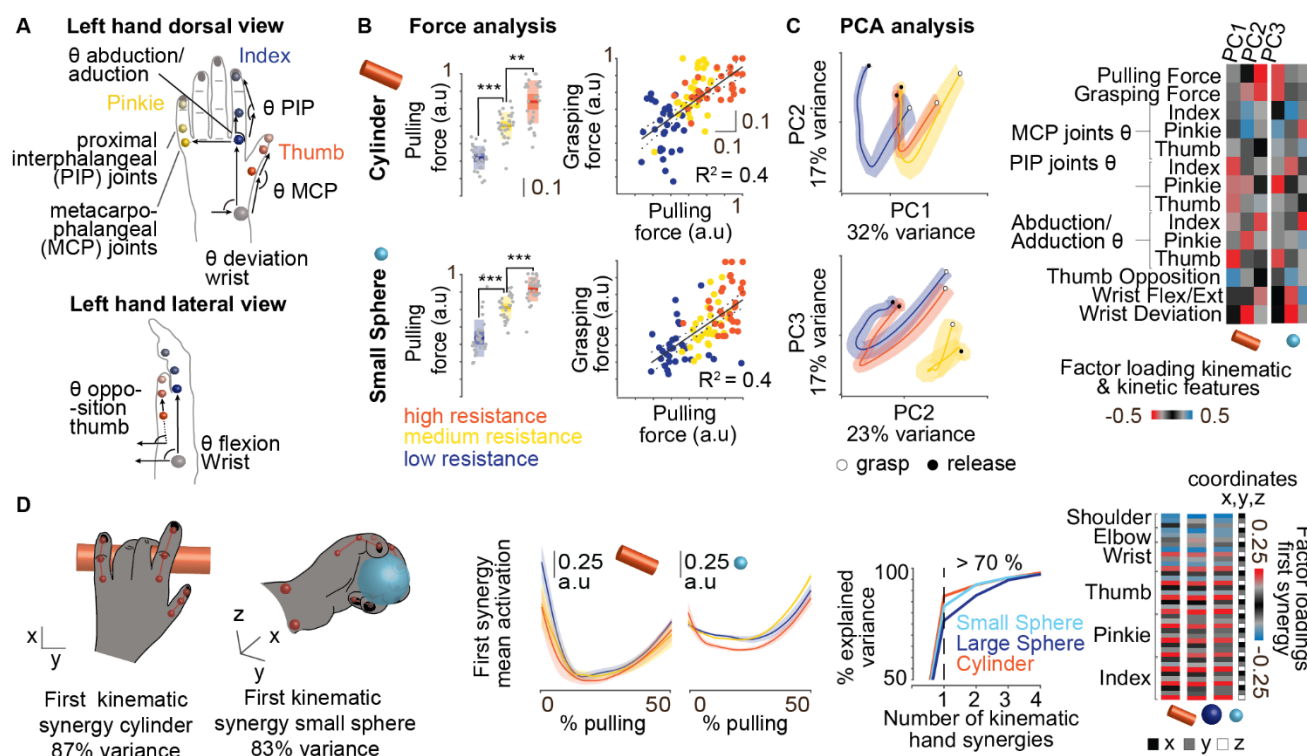 A
Left hand dorsal view
θ abduction/
aduction
Index
Pinkie
θ PIP
proximal
interphalangeal
(PIP) joints
Thumb
θ MCP
metacarpo-
phalangeal
(MCP) joints
θ deviation
wrist
Left hand lateral view
θ oppo-
-sition
thumb
θ flexion
Wrist
B Force analysis
Cylinder
Pulling
force (a.u)
1
***
**
0.1
Grasping
force (a.u)
1
0.1
0.1
R² = 0.4
1
Pulling
force (a.u)
Small Sphere
Pulling
force (a.u)
1
***
***
Grasping
force (a.u)
1
R² = 0.4
1
Pulling
force (a.u)
high resistance
medium resistance
low resistance
C PCA analysis
PC2
17% variance
PC1
32% variance
PC3
17% variance
PC2
23% variance
grasp release
PC1
PC2
PC3
Pulling Force
Grasping Force
MCP joints θ
Index
Pinkie
Thumb
PIP joints θ
Index
Pinkie
Thumb
Abduction/
Adduction θ
Index
Pinkie
Thumb
Thumb Opposition
Wrist Flex/Ext
Wrist Deviation
Factor loading kinematic
& kinetic features
-0.5 0.5
D
x
y
First kinematic
synergy cylinder
87% variance
z
x
y
First kinematic
synergy small sphere
83% variance
First synergy
mean activation
0.25
a.u
0 50
% pulling
0.25
a.u
0 50
% pulling
% explained
variance
100
50
> 70 %
Small Sphere
Large Sphere
Cylinder
1 2 3 4
Number of kinematic
hand synergies
coordinates
x,y,z
Shoulder
Elbow
Wrist
Thumb
Pinkie
Index
0.25
-0.25
Factor loadings
first synergy
x y z